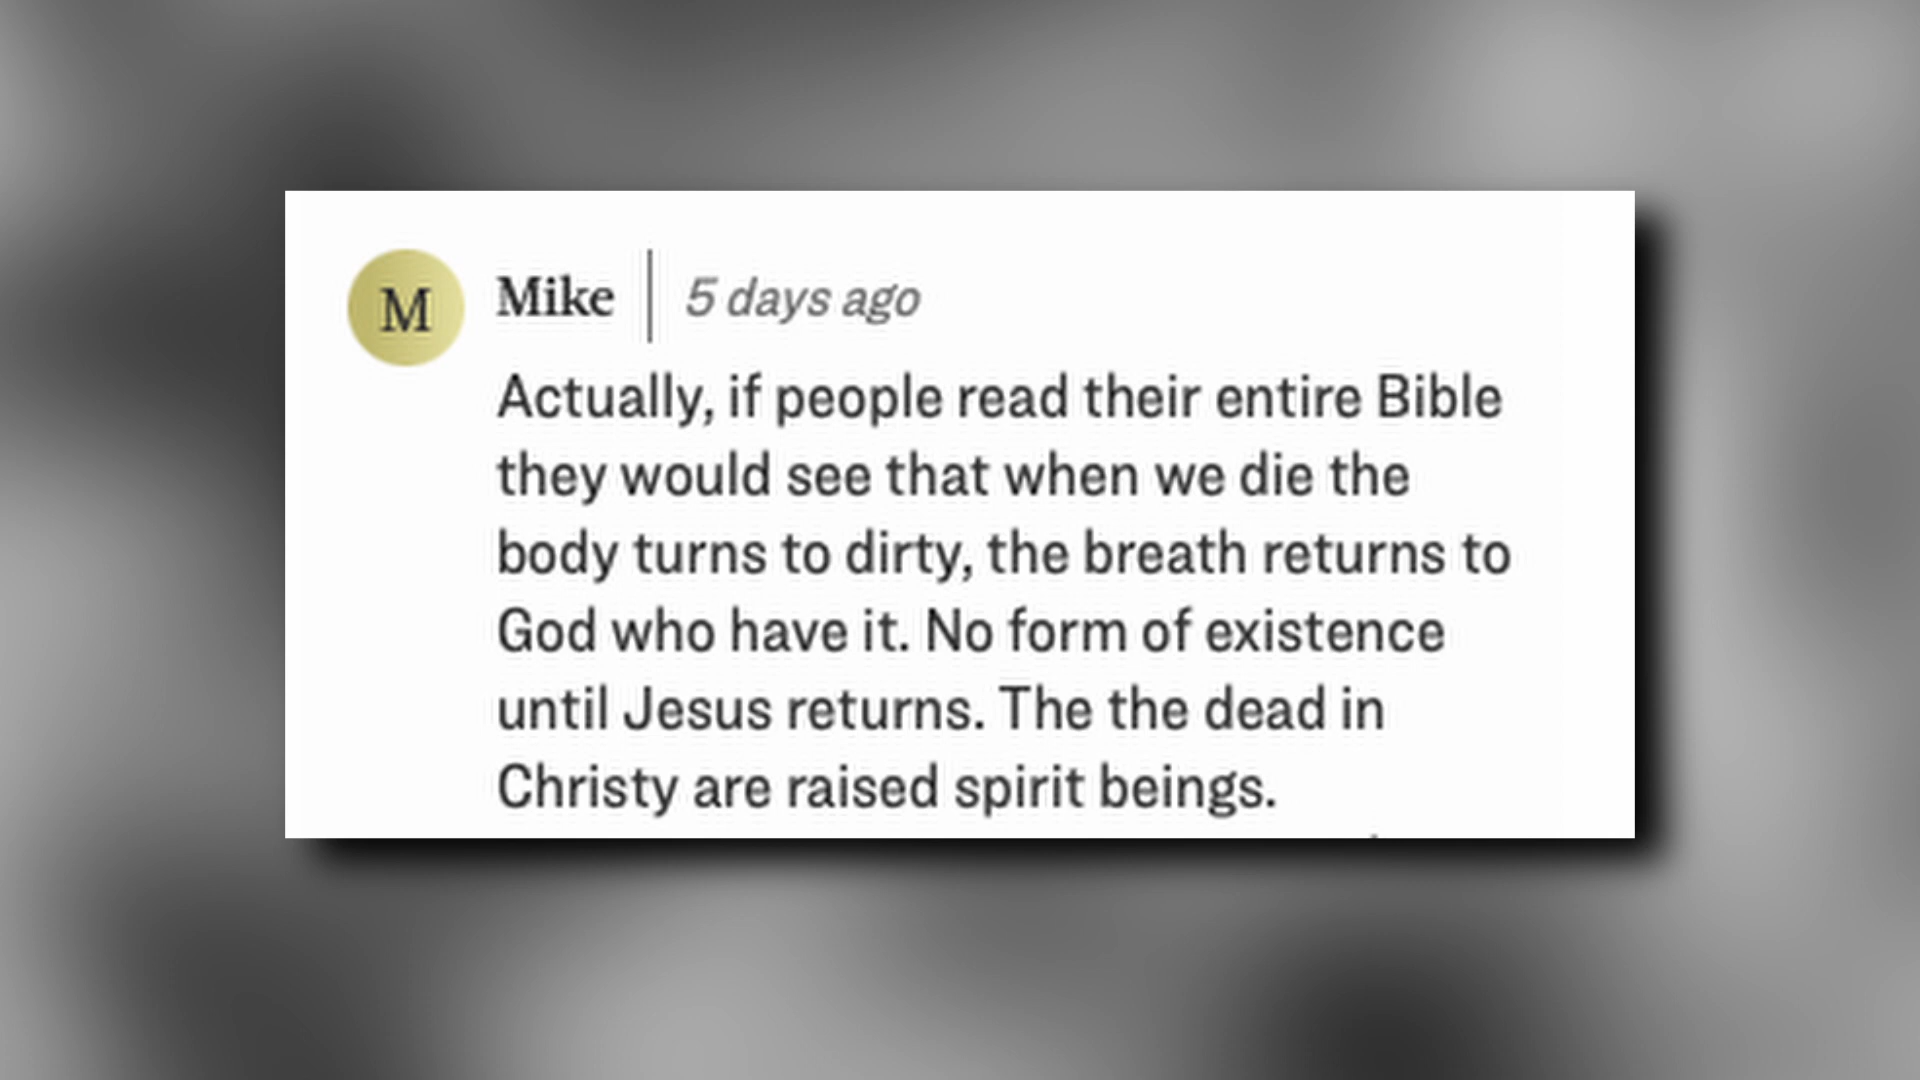 M
Mike | 5 days ago
Actually, if people read their entire Bible
they would see that when we die the
body turns to dirty, the breath returns to
God who have it. No form of existence
until Jesus returns. The the dead in
Christy are raised spirit beings.